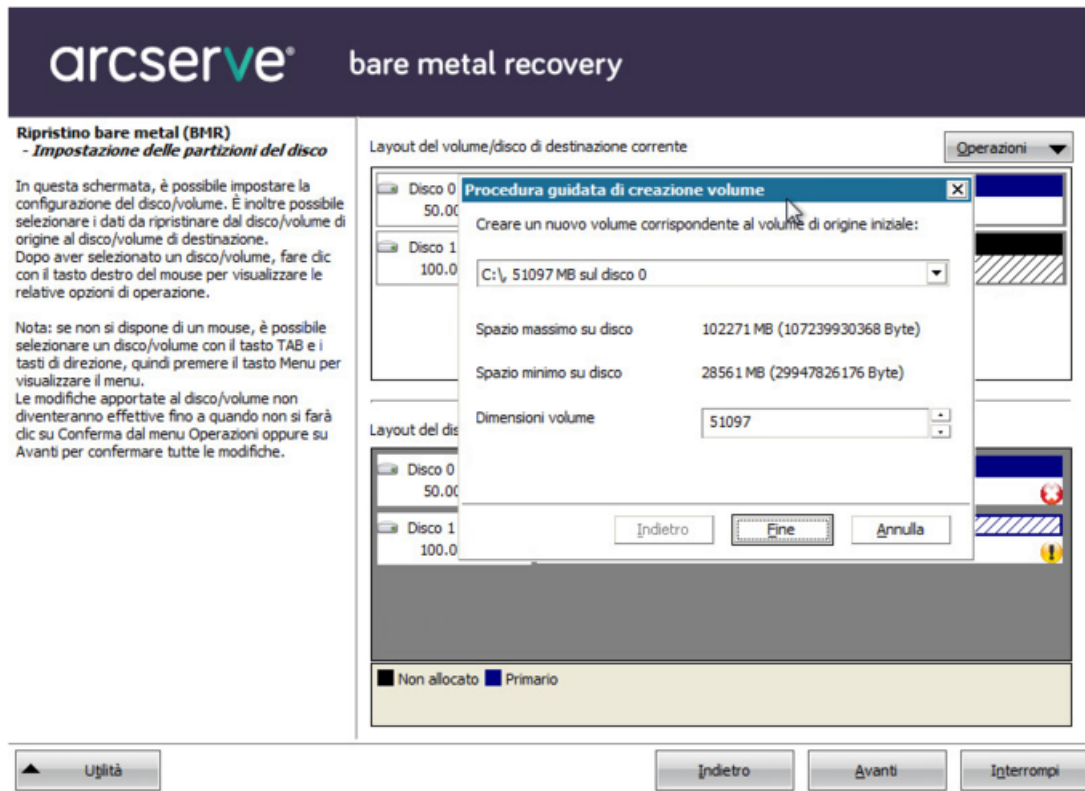 arcserve® bare metal recovery
Ripristino bare metal (BMR)
- Impostazione delle partizioni del disco
In questa schermata, è possibile impostare la
configurazione del disco/volume. È inoltre possibile
selezionare i dati da ripristinare dal disco/volume di
origine al disco/volume di destinazione.
Dopo aver selezionato un disco/volume, fare clic
con il tasto destro del mouse per visualizzare le
relative opzioni di operazione.
Nota: se non si dispone di un mouse, è possibile
selezionare un disco/volume con il tasto TAB e i
tasti di direzione, quindi premere il tasto Menu per
visualizzare il menu.
Le modifiche apportate al disco/volume non
diventeranno effettive fino a quando non si farà
clic su Conferma dal menu Operazioni oppure su
Avanti per confermare tutte le modifiche.
Layout del volume/disco di destinazione corrente
Operazioni
Disco 0
50.00
Disco 1
100.0
Procedura guidata di creazione volume
Creare un nuovo volume corrispondente al volume di origine iniziale:
C:\, 51097 MB sul disco 0
Spazio massimo su disco 102271 MB (107239930368 Byte)
Spazio minimo su disco 28561 MB (29947826176 Byte)
Dimensioni volume 51097
Indietro Fine Annulla
Layout del dis
Disco 0
50.00
Disco 1
100.0
Non allocato Primario
Utilità Indietro Avanti Interrompi